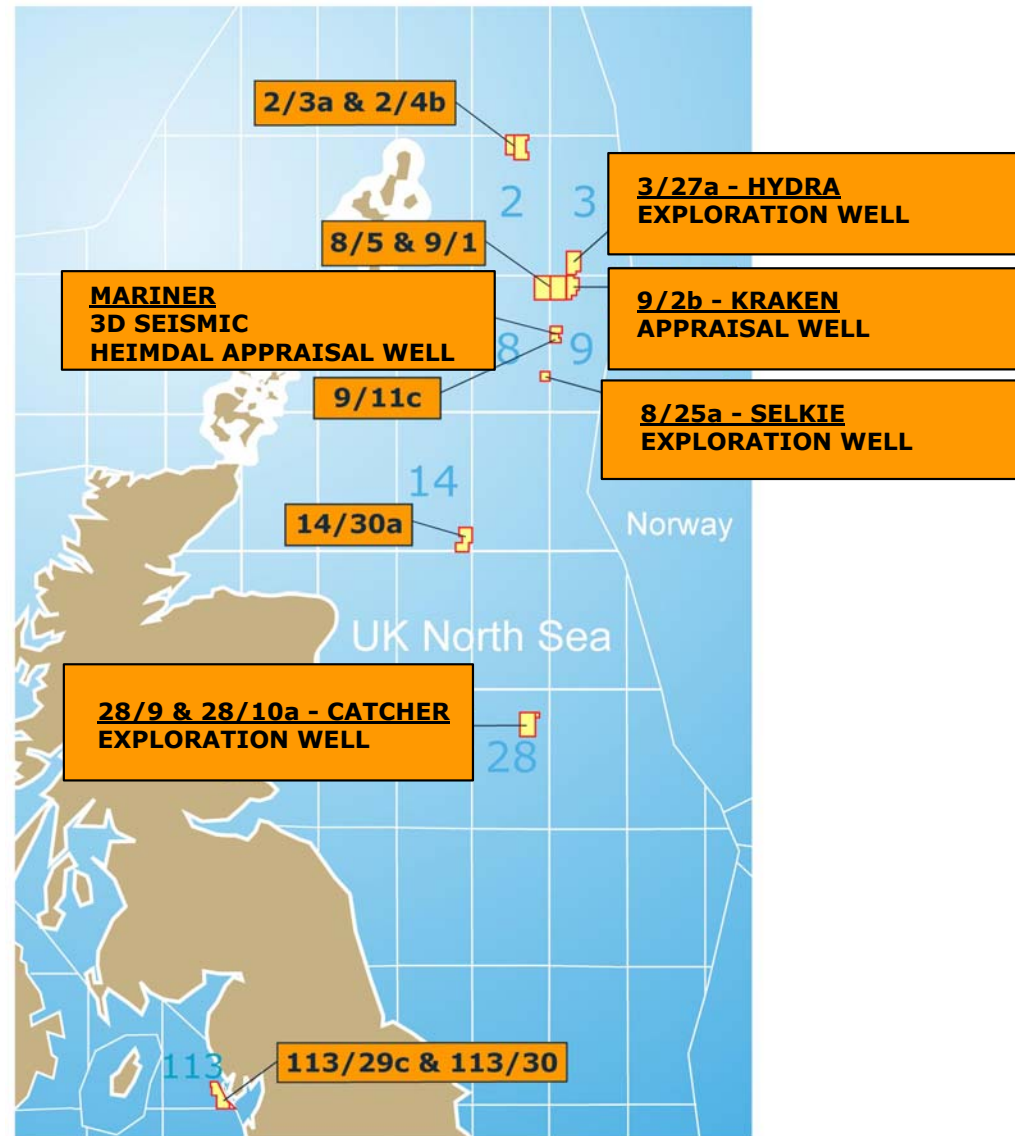 2/3a & 2/4b
2
3
3/27a - HYDRA
EXPLORATION WELL
8/5 & 9/1
MARINER
3D SEISMIC
HEIMDAL APPRAISAL WELL
9/2b - KRAKEN
APPRAISAL WELL
8
9
9/11c
8/25a - SELKIE
EXPLORATION WELL
14
14/30a
Norway
UK North Sea
28/9 & 28/10a - CATCHER
EXPLORATION WELL
28
113
113/29c & 113/30